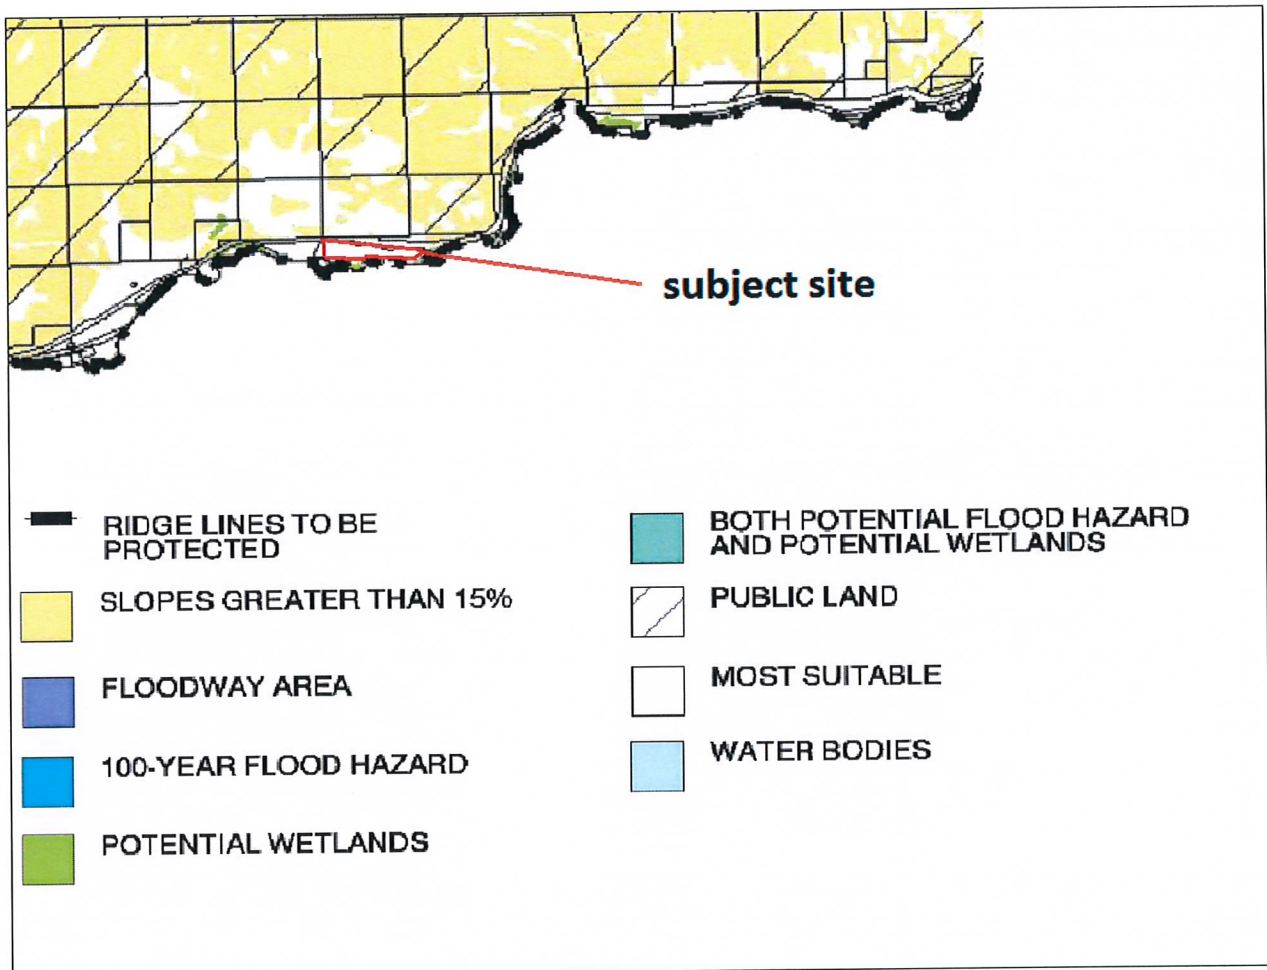 subject site
RIDGE LINES TO BE
PROTECTED
SLOPES GREATER THAN 15%
FLOODWAY AREA
100-YEAR FLOOD HAZARD
POTENTIAL WETLANDS
BOTH POTENTIAL FLOOD HAZARD
AND POTENTIAL WETLANDS
PUBLIC LAND
MOST SUITABLE
WATER BODIES